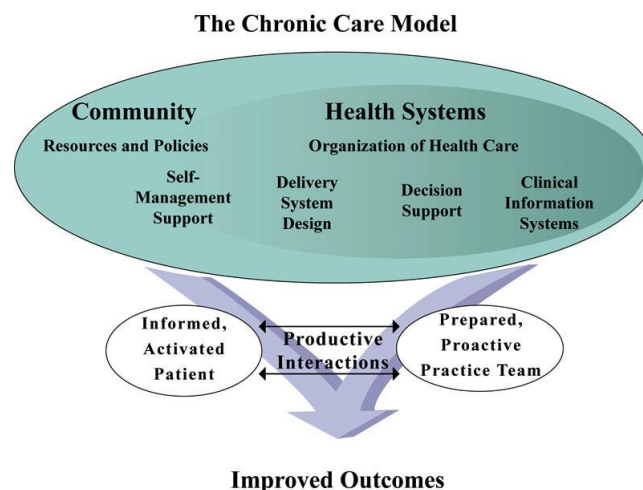 The Chronic Care Model
Community
Health Systems
Resources and Policies
Organization of Health Care
Self-
Management
Support
Delivery
System
Design
Decision
Support
Clinical
Information
Systems
Informed,
Activated
Patient
Productive
Interactions
Prepared,
Proactive
Practice Team
Improved Outcomes